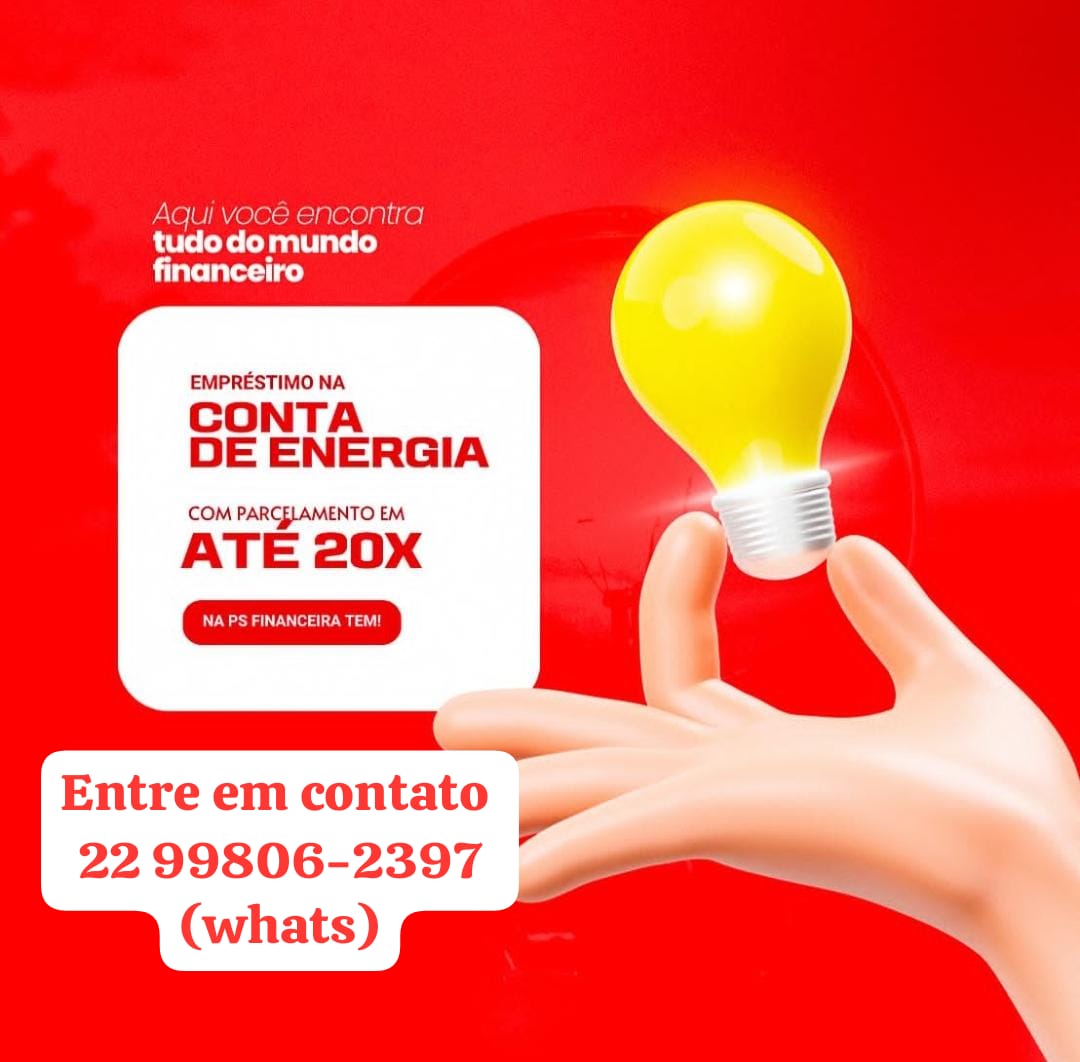 Aqui você encontra
tudo do mundo
financeiro
EMPRÉSTIMO NA
CONTA
DE ENERGIA
COM PARCELAMENTO EM
ATÉ 20X
NA PS FINANCEIRA TEM!
Entre em contato
22 99806-2397
(whats)